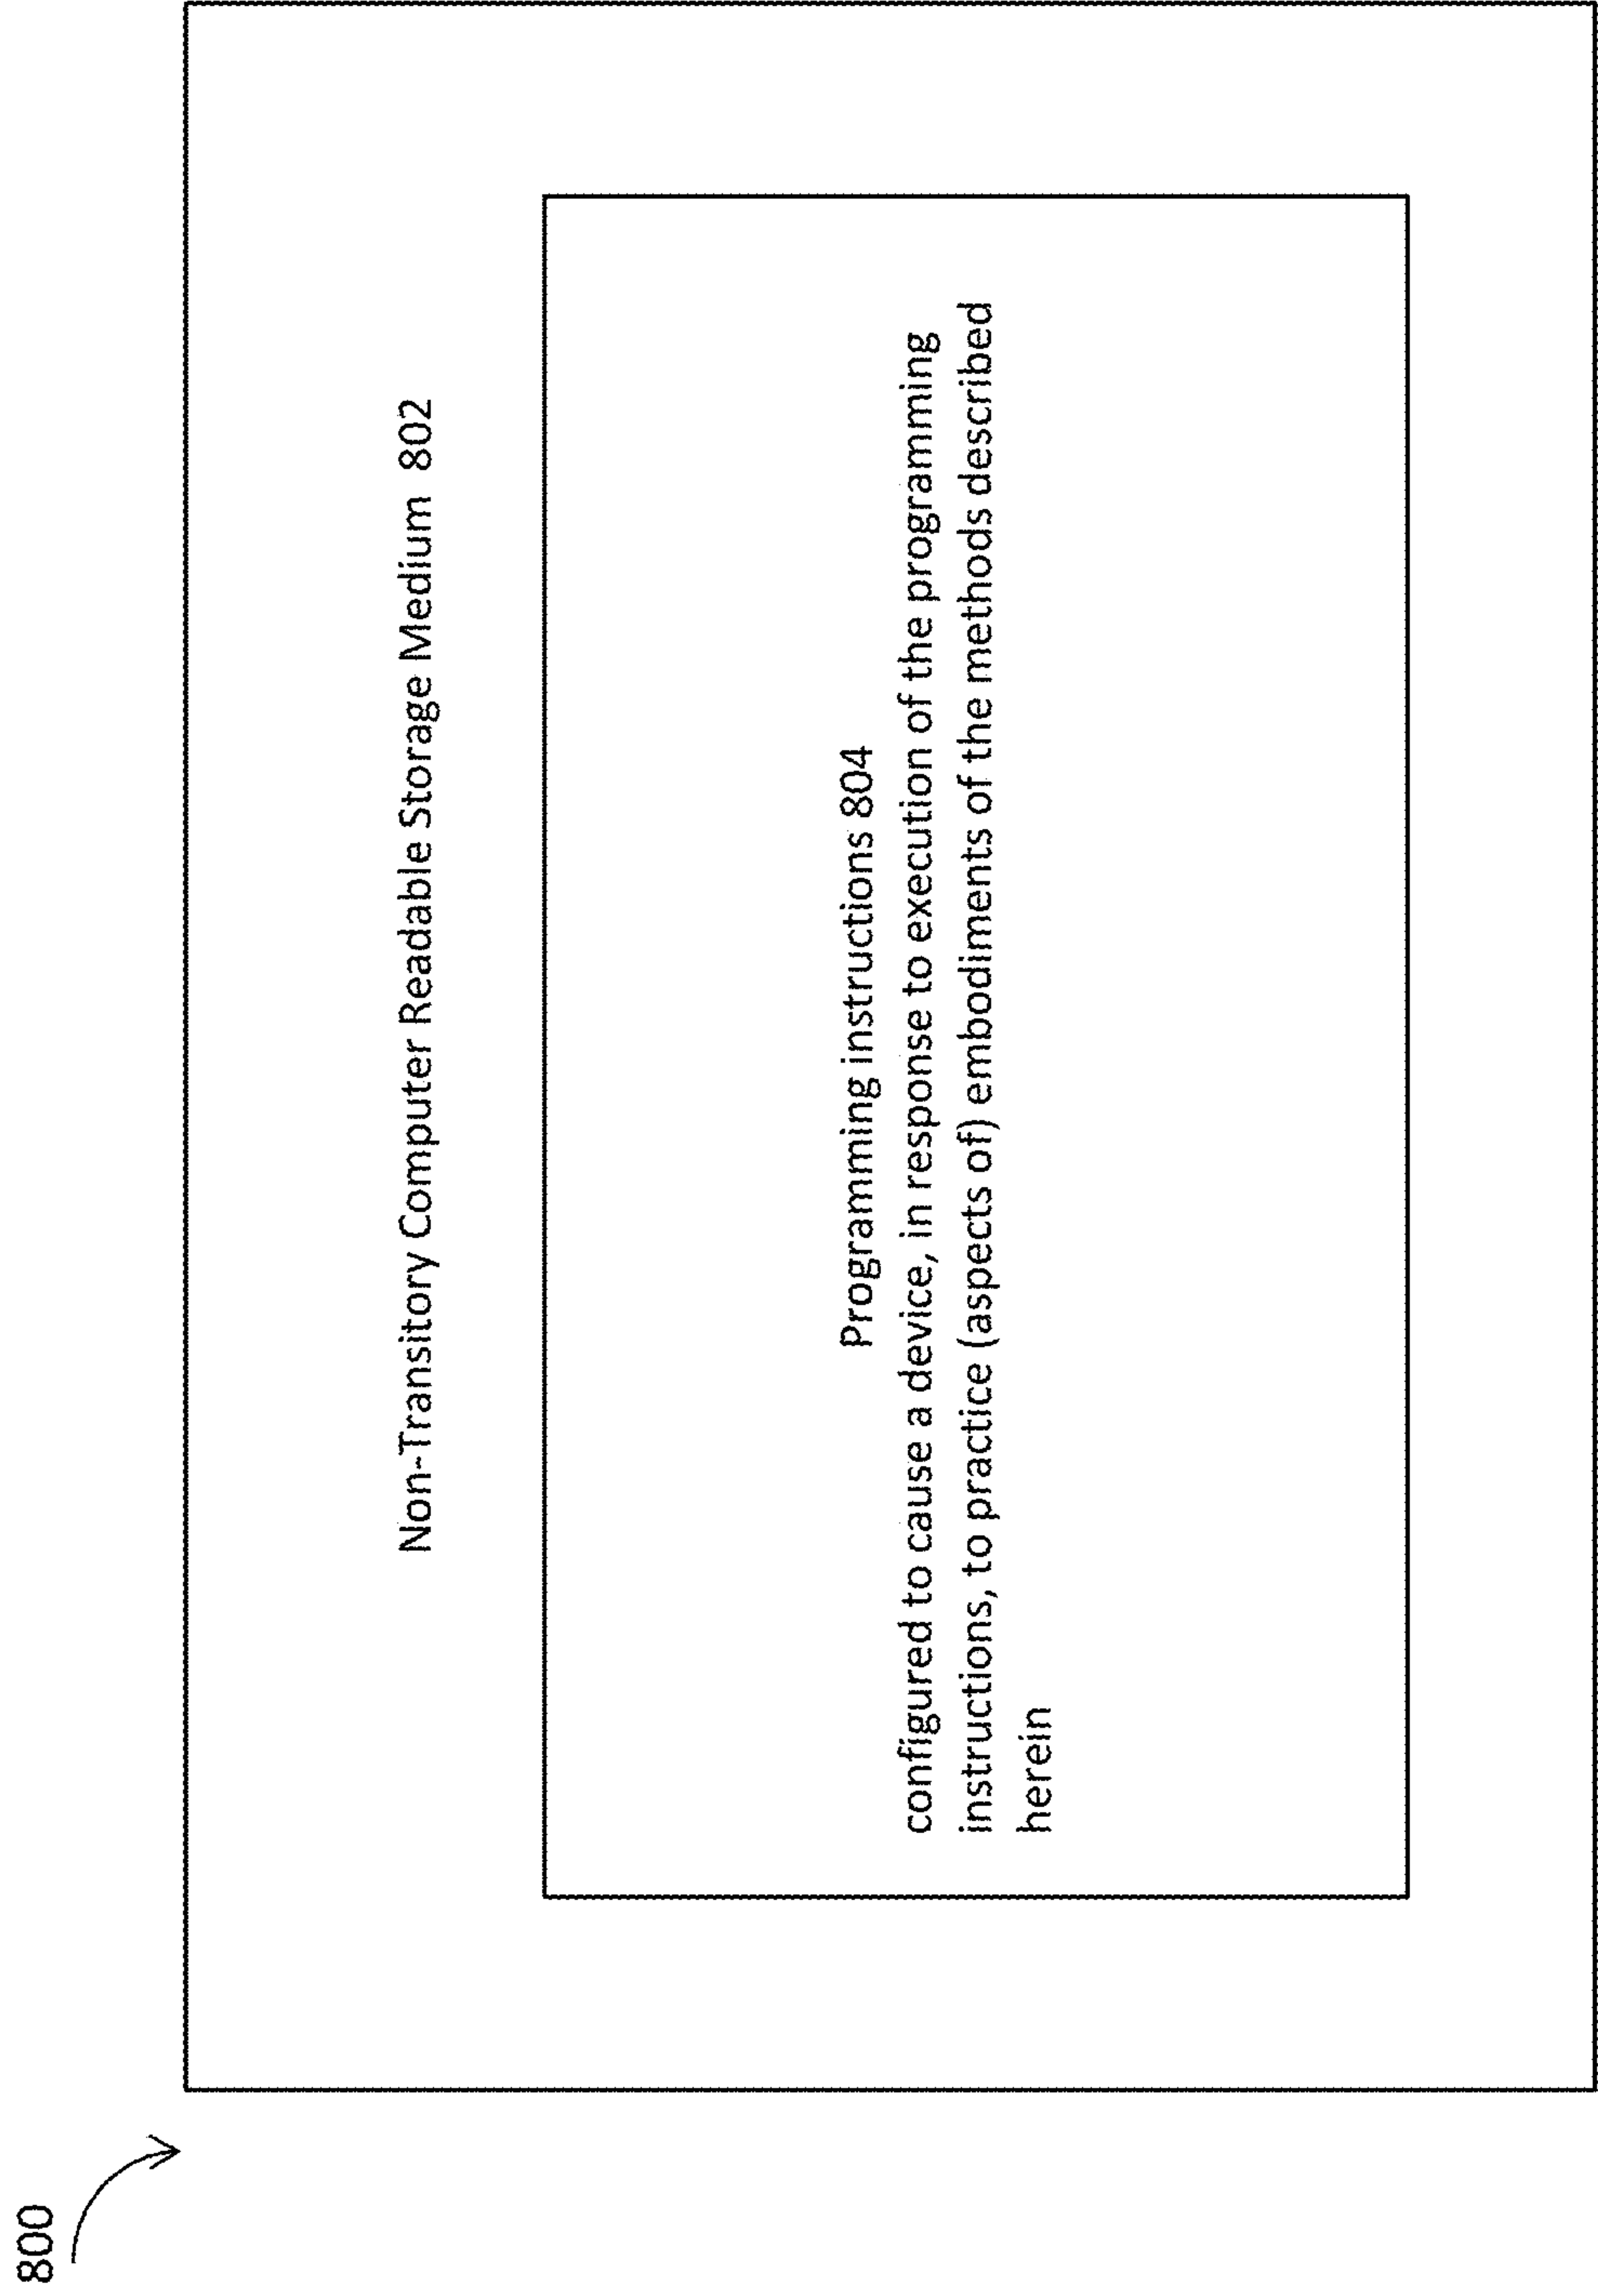 800
Non-Transitory Computer Readable Storage Medium 802
Programming instructions 804
configured to cause a device, in response to execution of the programming
instructions, to practice (aspects of) embodiments of the methods described
herein